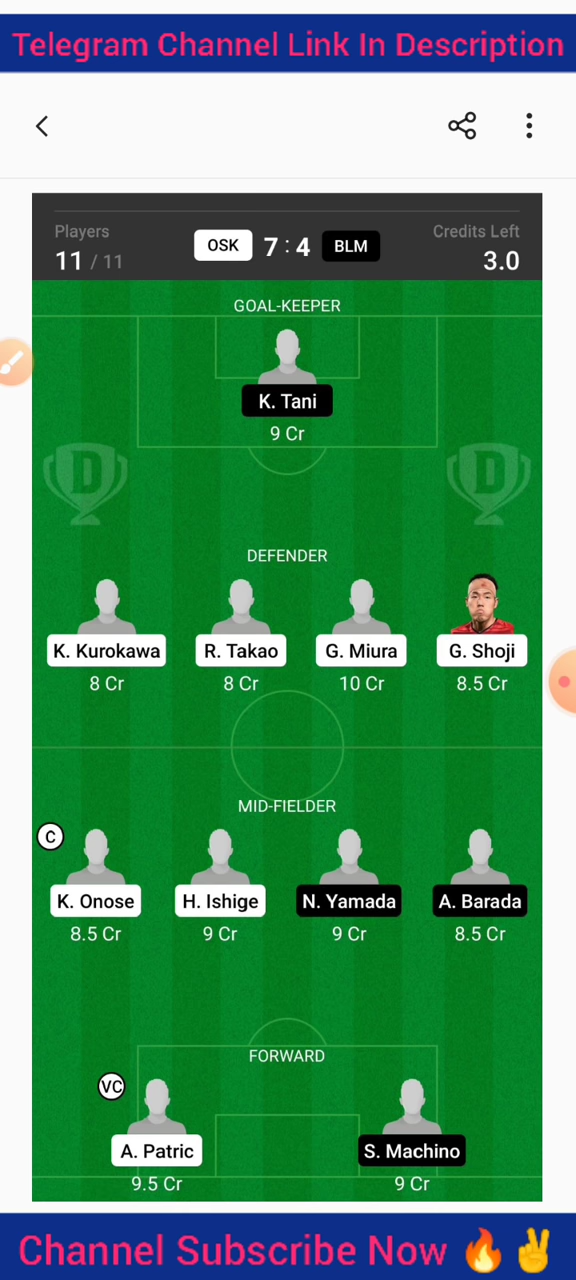 Telegram Channel Link In Description
Players
Credits Left
11 / 11
OSK 7 : 4 BLM
3.0
GOAL-KEEPER
K. Tani
9 Cr
D D
DEFENDER
K. Kurokawa R. Takao G. Miura G. Shoji
8 Cr 8 Cr 10 Cr 8.5 Cr
MID-FIELDER
C
K. Onose H. Ishige N. Yamada A. Barada
8.5 Cr 9 Cr 9 Cr 8.5 Cr
FORWARD
VC
A. Patric S. Machino
9.5 Cr 9 Cr
Channel Subscribe Now 🔥✌️